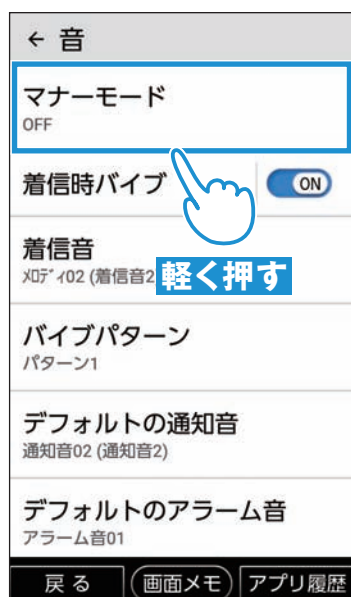 ← 音
マナーモード
OFF
着信時バイブ
ON
着信音
ﾒﾛﾃﾞｨ02 (着信音2
軽く押す
バイブパターン
パターン1
デフォルトの通知音
通知音02 (通知音2)
デフォルトのアラーム音
アラーム音01
戻る 画面メモ アプリ履歴